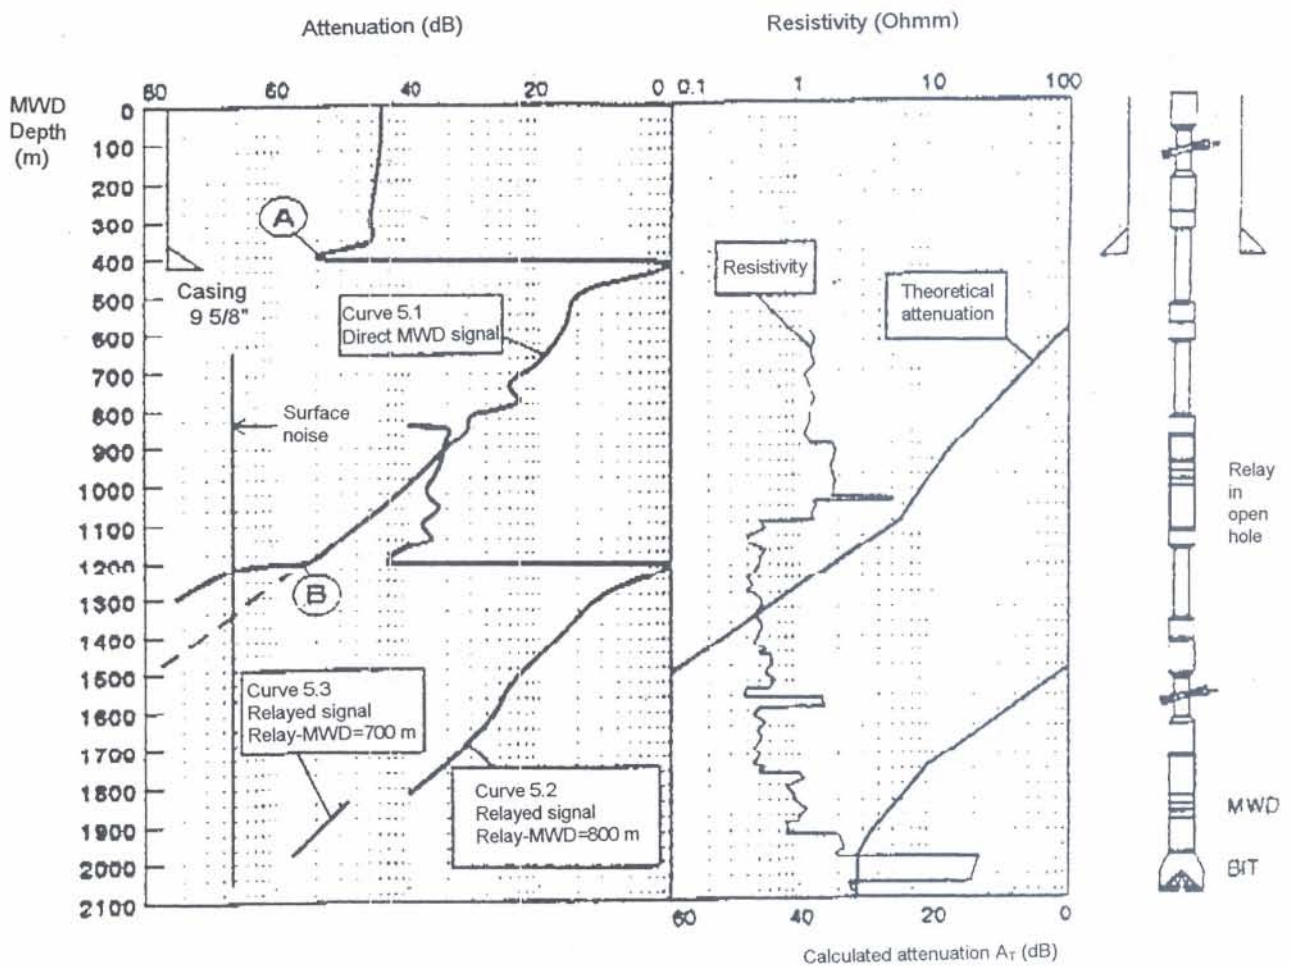 Attenuation (dB)
Resistivity (Ohmm)
MWD
Depth
(m)
80 60 40 20 0 0.1 1 10 100
0
100
200
300
400
500
600
700
800
900
1000
1100
1200
1300
1400
1500
1600
1700
1800
1900
2000
2100
A
Casing
9 5/8"
Curve 5.1
Direct MWD signal
Resistivity
Theoretical
attenuation
Surface
noise
Relay
in
open
hole
B
Curve 5.3
Relayed signal
Relay-MWD=700 m
Curve 5.2
Relayed signal
Relay-MWD=800 m
MWD
BIT
60 40 20 0
Calculated attenuation A_T (dB)